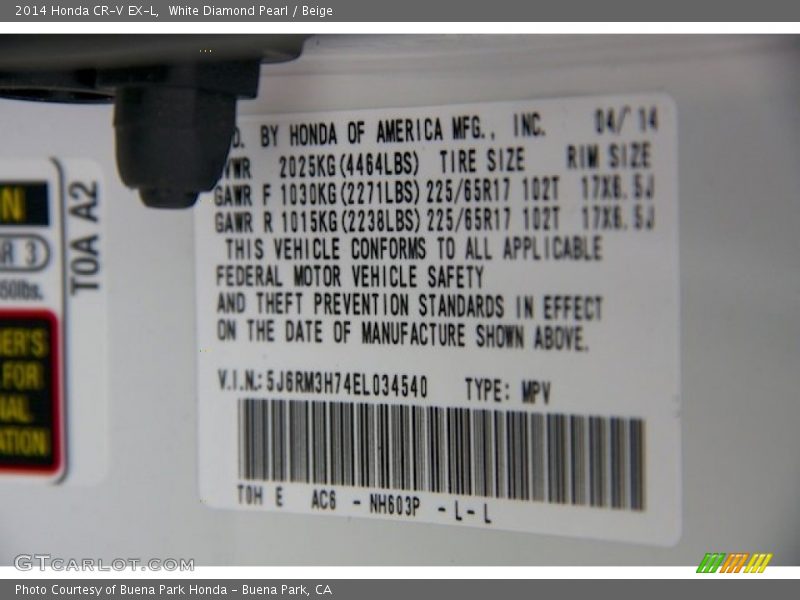 2014 Honda CR-V EX-L, White Diamond Pearl / Beige
BY HONDA OF AMERICA MFG., INC. 04/ 14
2025KG(4464LBS) TIRE SIZE RIM SIZE
GAWR F 1030KG(2271LBS) 225/65R17 102T 17X6.5J
GAWR R 1015KG(2238LBS) 225/65R17 102T 17X6.5J
THIS VEHICLE CONFORMS TO ALL APPLICABLE
FEDERAL MOTOR VEHICLE SAFETY
AND THEFT PREVENTION STANDARDS IN EFFECT
ON THE DATE OF MANUFACTURE SHOWN ABOVE.
V.I.N.: 5J6RM3H74EL034540 TYPE: MPV
T0H E AC6 - NH603P - L - L
T0A A2
GTCARLOT.COM
Photo Courtesy of Buena Park Honda - Buena Park, CA